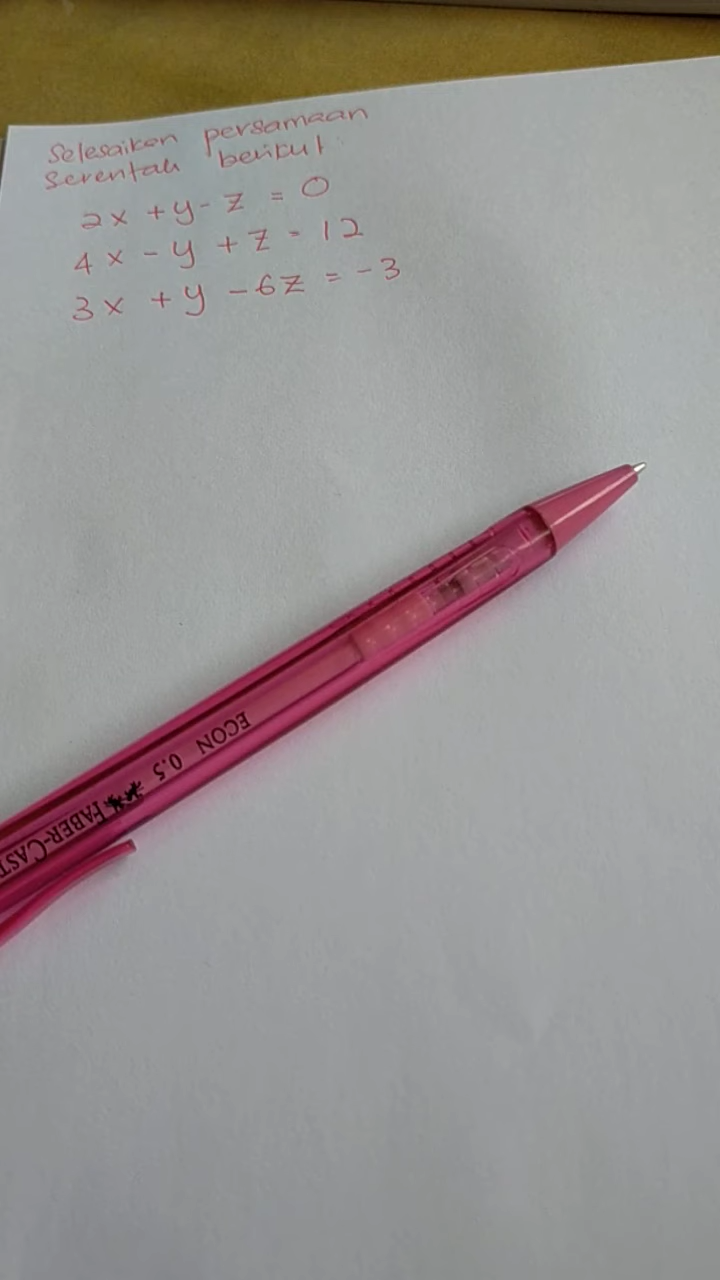 Selesaikan persamaan
serentak berikut
2x + y - z = 0
4x - y + z = 12
3x + y - 6z = -3
ECON 0.5 FABER-CAST